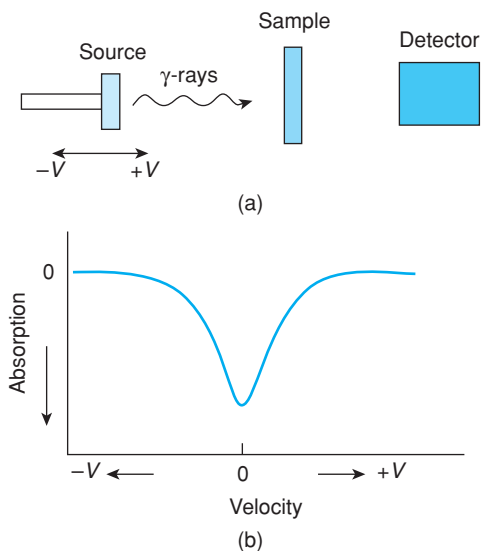 Source
γ-rays
Sample
Detector
–V +V
(a)
0
Absorption
–V 0 +V
Velocity
(b)